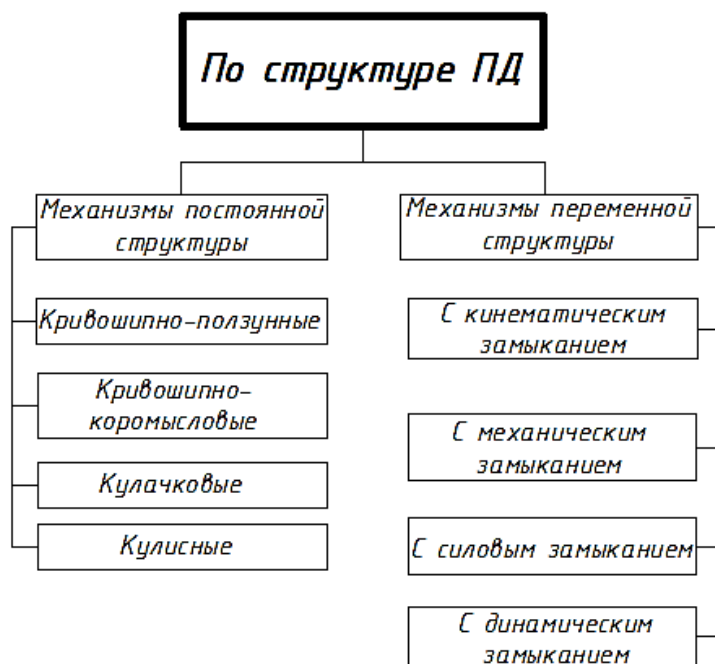 По структуре ПД
Механизмы постоянной
структуры
Кривошипно-ползунные
Кривошипно-
коромысловые
Кулачковые
Кулисные
Механизмы переменной
структуры
С кинематическим
замыканием
С механическим
замыканием
С силовым замыканием
С динамическим
замыканием